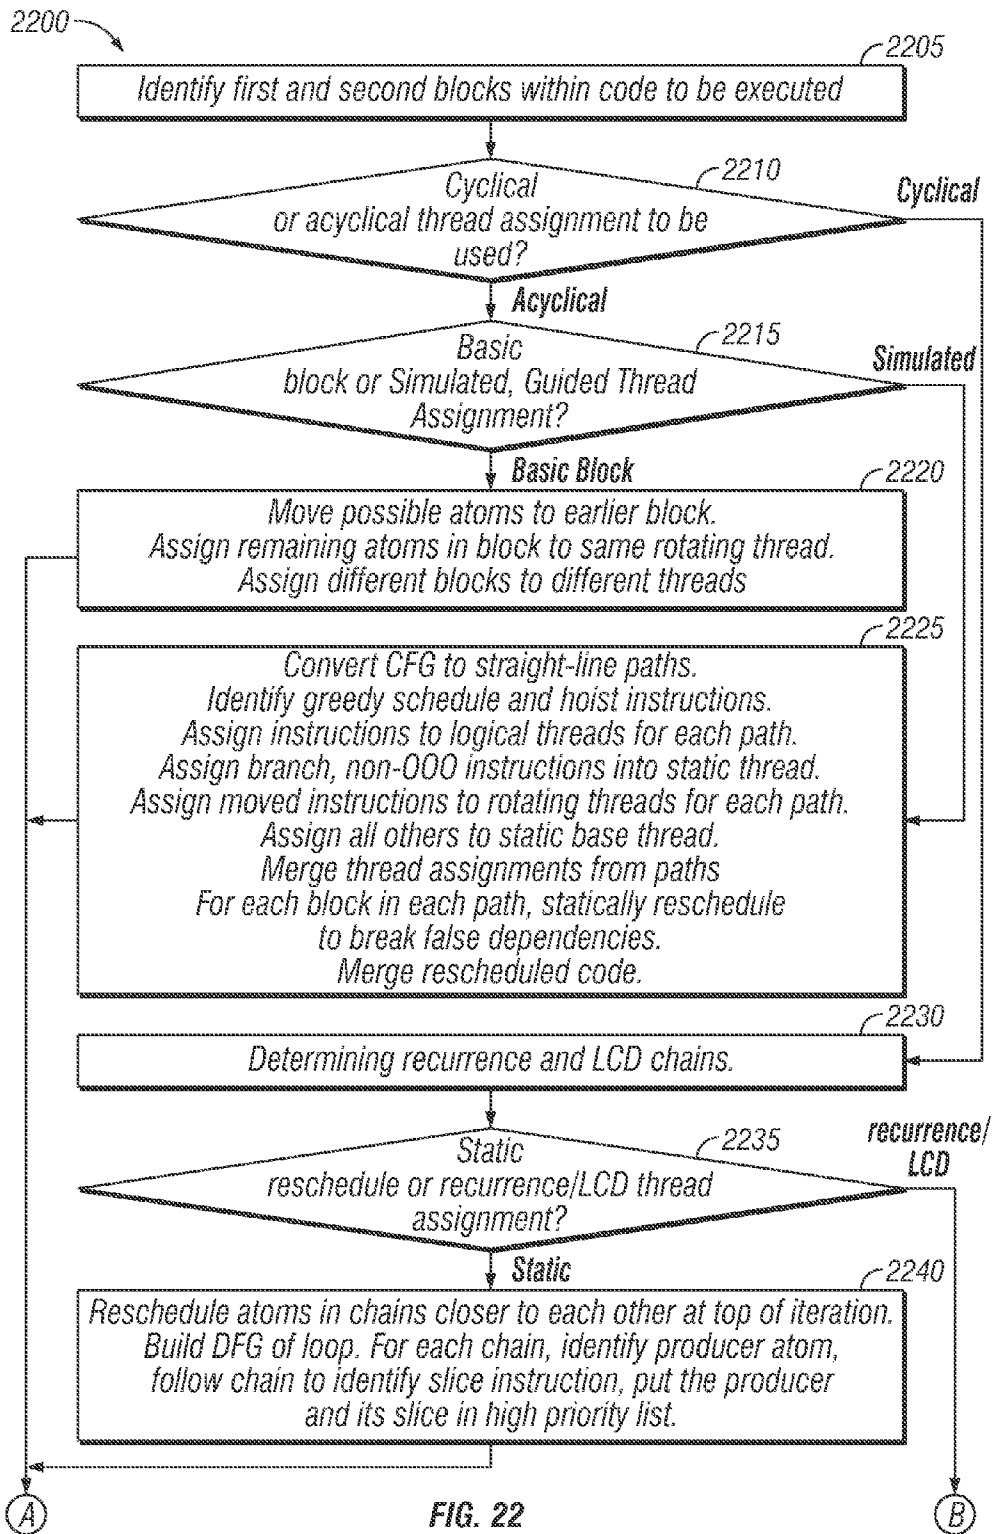 2200
2205
Identify first and second blocks within code to be executed
2210
Cyclical
Cyclical
or acyclical thread assignment to be
used?
Acyclical
2215
Simulated
Basic
block or Simulated, Guided Thread
Assignment?
Basic Block
2220
Move possible atoms to earlier block.
Assign remaining atoms in block to same rotating thread.
Assign different blocks to different threads
2225
Convert CFG to straight-line paths.
Identify greedy schedule and hoist instructions.
Assign instructions to logical threads for each path.
Assign branch, non-OOO instructions into static thread.
Assign moved instructions to rotating threads for each path.
Assign all others to static base thread.
Merge thread assignments from paths
For each block in each path, statically reschedule
to break false dependencies.
Merge rescheduled code.
2230
Determining recurrence and LCD chains.
2235
recurrence/
LCD
Static
reschedule or recurrence/LCD thread
assignment?
Static
2240
Reschedule atoms in chains closer to each other at top of iteration.
Build DFG of loop. For each chain, identify producer atom,
follow chain to identify slice instruction, put the producer
and its slice in high priority list.
A
FIG. 22
B